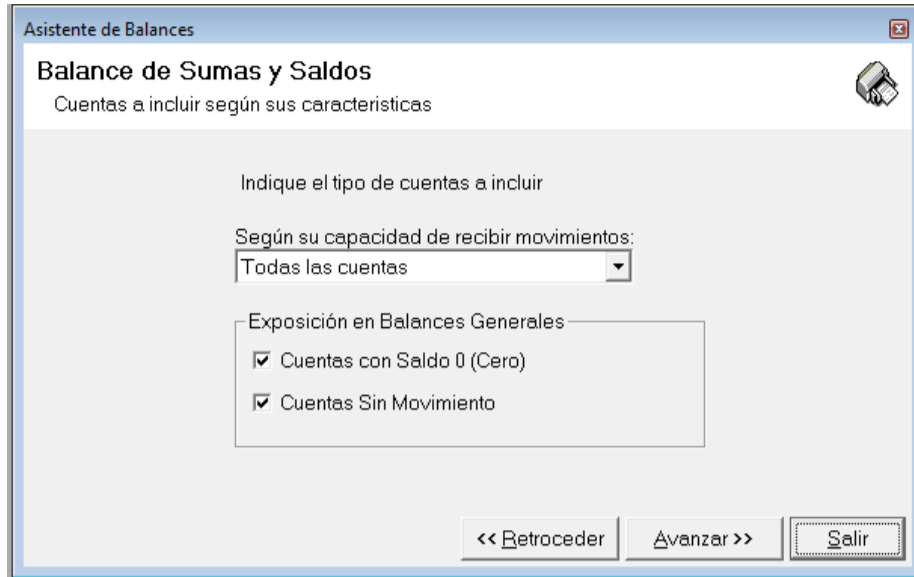 Asistente de Balances
Balance de Sumas y Saldos
Cuentas a incluir según sus caracteristicas
Indique el tipo de cuentas a incluir
Según su capacidad de recibir movimientos:
Todas las cuentas
Exposición en Balances Generales
Cuentas con Saldo 0 (Cero)
Cuentas Sin Movimiento
<< Retroceder Avanzar >> Salir